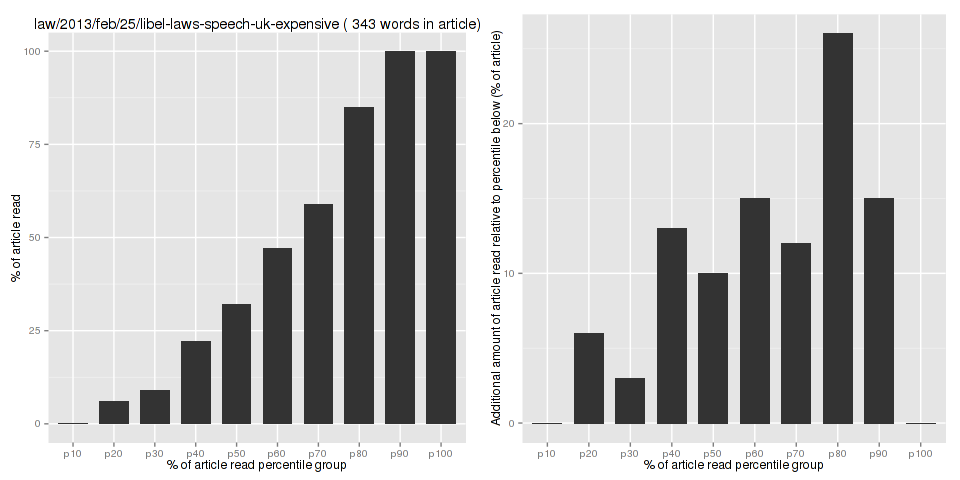 law/2013/feb/25/libel-laws-speech-uk-expensive ( 343 words in article)
% of article read
100
75
50
25
0
p10 p20 p30 p40 p50 p60 p70 p80 p90 p100
% of article read percentile group
Additional amount of article read relative to percentile below (% of article)
20
10
0
p10 p20 p30 p40 p50 p60 p70 p80 p90 p100
% of article read percentile group